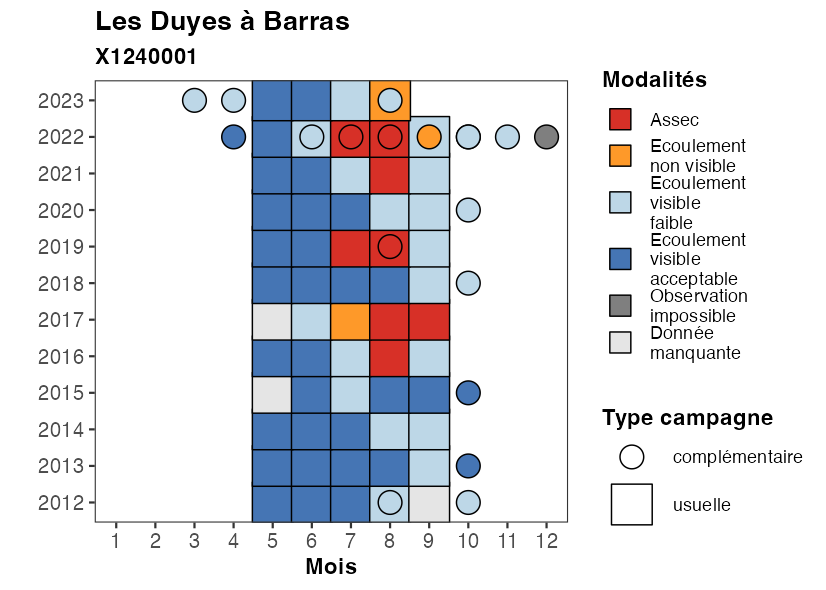 Les Duyes à Barras
X1240001
2023
2022
2021
2020
2019
2018
2017
2016
2015
2014
2013
2012
1 2 3 4 5 6 7 8 9 10 11 12
Mois
Modalités
Assec
Ecoulement
non visible
Ecoulement
visible
faible
Ecoulement
visible
acceptable
Observation
impossible
Donnée
manquante
Type campagne
complémentaire
usuelle